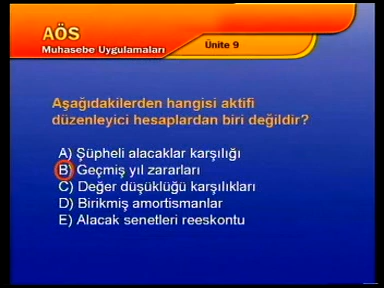 AÖS
Muhasebe Uygulamaları
Ünite 9
Aşağıdakilerden hangisi aktifi
düzenleyici hesaplardan biri değildir?
A) Şüpheli alacaklar karşılığı
B) Geçmiş yıl zararları
C) Değer düşüklüğü karşılıkları
D) Birikmiş amortismanlar
E) Alacak senetleri reeskontu